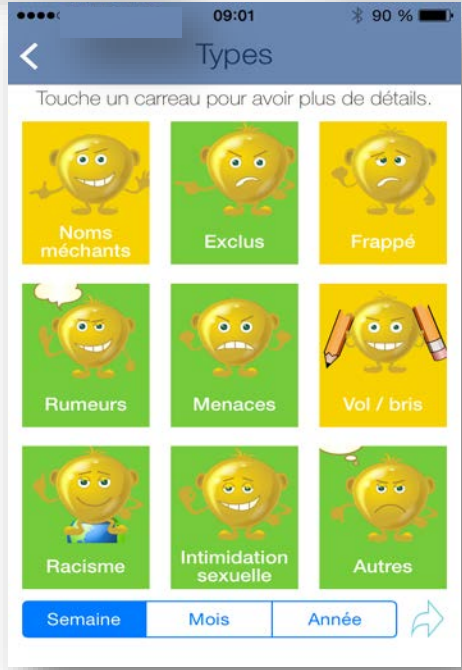 09:01
90 %
Types
Touche un carreau pour avoir plus de détails.
Noms
méchants
Exclus
Frappé
Rumeurs
Menaces
Vol / bris
Racisme
Intimidation
sexuelle
Autres
Semaine
Mois
Année